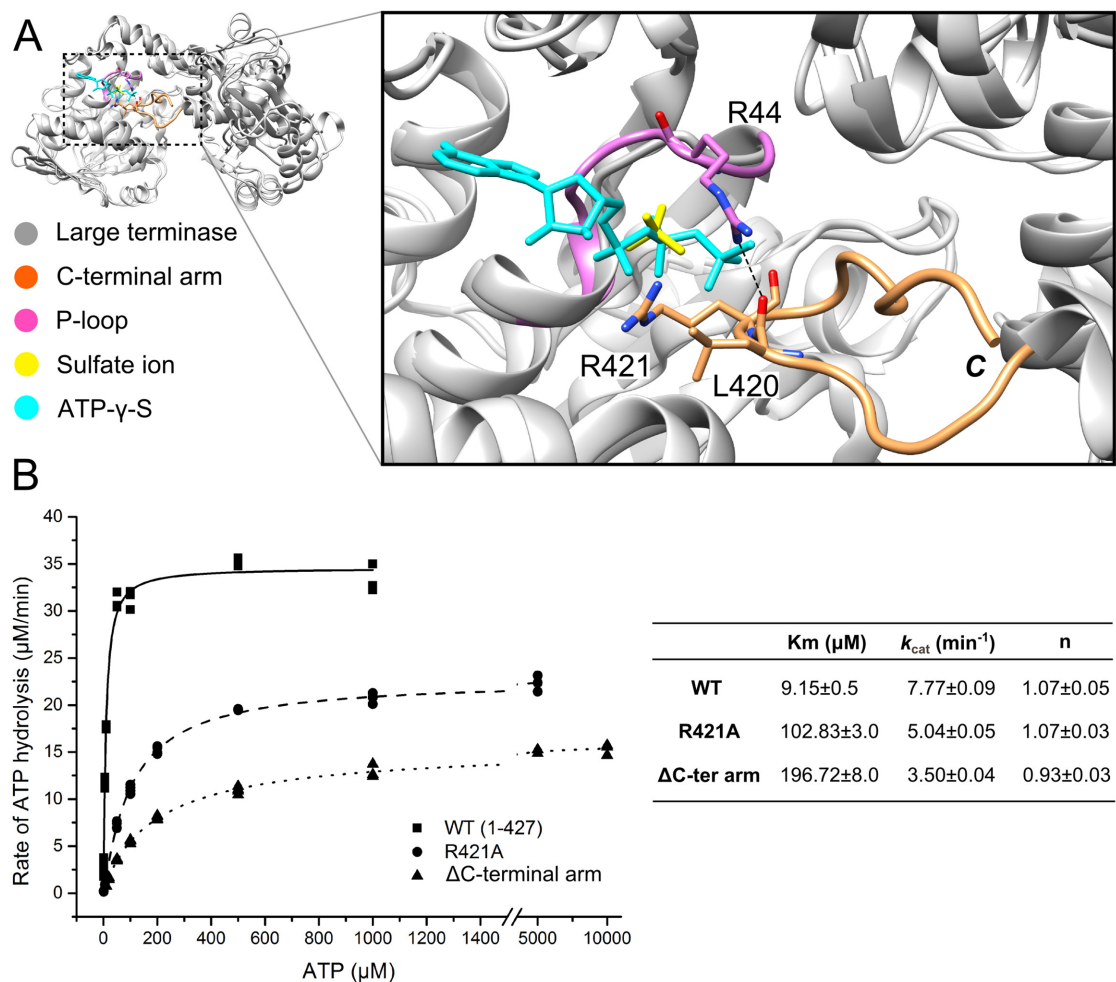 A
R44
R421
L420
C
Large terminase
C-terminal arm
P-loop
Sulfate ion
ATP-γ-S
B
Rate of ATP hydrolysis (µM/min)
40
35
30
25
20
15
10
5
0
WT (1-427)
R421A
ΔC-terminal arm
0 200 400 600 800 1000 1200 1400 5000 10000
ATP (µM)
Km (µM) kcat (min-1) n
WT 9.15±0.5 7.77±0.09 1.07±0.05
R421A 102.83±3.0 5.04±0.05 1.07±0.03
ΔC-ter arm 196.72±8.0 3.50±0.04 0.93±0.03